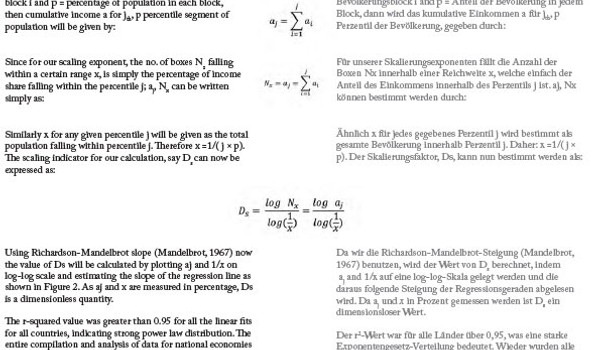 block i and p = percentage of population in each block,
then cumulative income a for j, p percentile segment of
population will be given by:
a_j = ∑_{i=1}^{j} a_i
Bevölkerungsblock i and p = Anteil der Bevölkerung in jedem
Block, dann wird das kumulative Einkommen a für j, p
Perzentil der Bevölkerung, gegeben durch:
Since for our scaling exponent, the no. of boxes N_x falling
within a certain range x, is simply the percentage of income
share falling within the percentile j; a_j, N_x can be written
simply as:
N_x = a_j = ∑_{i=1}^{j} a_i
Für unserer Skalierungsexponenten fällt die Anzahl der
Boxen Nx innerhalb einer Reichweite x, welche einfach der
Anteil des Einkommens innerhalb des Perzentils j ist. aj, Nx
können bestimmt werden durch:
Similarly x for any given percentile j will be given as the total
population falling within percentile j. Therefore x =1/( j × p).
The scaling indicator for our calculation, say D_s can now be
expressed as:
Ähnlich x für jedes gegebenes Perzentil j wird bestimmt als
gesamte Bevölkerung innerhalb Perzentil j. Daher: x =1/( j ×
p). Der Skalierungsfaktor, Ds, kann nun bestimmt werden als:
D_s = log N_x / log(1/x) = log a_j / log(1/x)
Using Richardson-Mandelbrot slope (Mandelbrot, 1967) now
the value of Ds will be calculated by plotting aj) and 1/x on
log-log scale and estimating the slope of the regression line as
shown in Figure 2. As aj and x are measured in percentage, Ds
is a dimensionless quantity.
Da wir die Richardson-Mandelbrot-Steigung (Mandelbrot,
1967) benutzen, wird der Wert von D_s berechnet, indem
a_j und 1/x auf eine log-log-Skala gelegt werden und die
daraus folgende Steigung der Regressionsgeraden abgelesen
wird. Da a_j und x in Prozent gemessen werden ist D_s ein
dimensionsloser Wert.
The r-squared value was greater than 0.95 for all the linear fits
for all countries, indicating strong power law distribution. The
entire compilation and analysis of data for national economies
Der r²-Wert war für alle Länder über 0,95, was eine starke
Exponentengesetz-Verteilung bedeutet. Wieder wurden alle